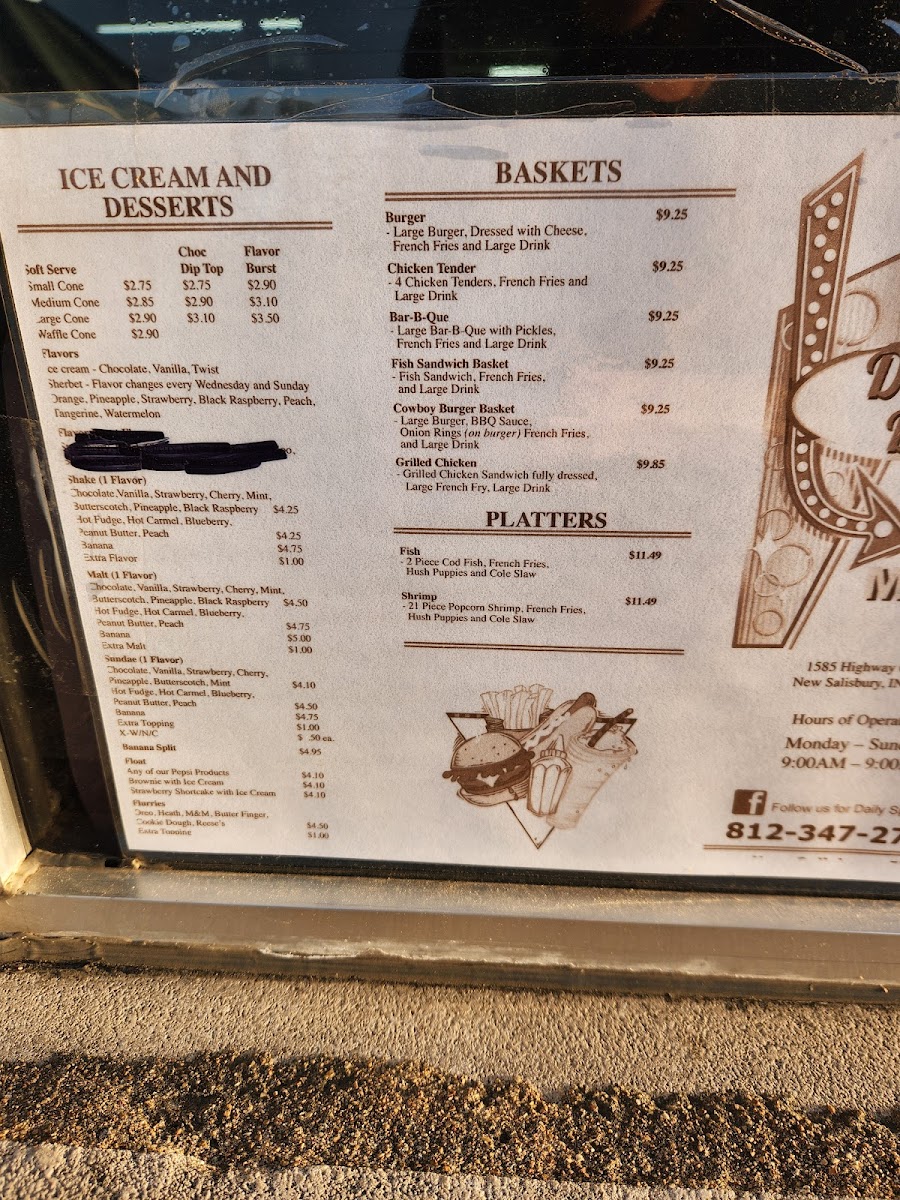 ICE CREAM AND
DESSERTS
Choc Flavor
Soft Serve Dip Top Burst
Small Cone $2.75 $2.75 $2.90
Medium Cone $2.85 $2.90 $3.10
Large Cone $2.90 $3.10 $3.50
Waffle Cone $2.90
Flavors
ce cream - Chocolate, Vanilla, Twist
Sherbet - Flavor changes every Wednesday and Sunday
Orange, Pineapple, Strawberry, Black Raspberry, Peach,
Tangerine, Watermelon
Shake (1 Flavor)
Chocolate,Vanilla, Strawberry, Cherry, Mint,
Butterscotch, Pineapple, Black Raspberry $4.25
Hot Fudge, Hot Carmel, Blueberry,
Peanut Butter, Peach $4.25
Banana $4.75
Extra Flavor $1.00
Malt (1 Flavor)
Chocolate, Vanilla, Strawberry, Cherry, Mint,
Butterscotch, Pineapple, Black Raspberry $4.50
Hot Fudge, Hot Carmel, Blueberry,
Peanut Butter, Peach $4.75
Banana $5.00
Extra Malt $1.00
Sundae (1 Flavor)
Chocolate, Vanilla, Strawberry, Cherry,
Pineapple, Butterscotch, Mint $4.10
Hot Fudge, Hot Carmel, Blueberry,
Peanut Butter, Peach $4.50
Banana $4.75
Extra Topping $1.00
X-W/N/C $ .50 ea.
Banana Split $4.95
Float
Any of our Pepsi Products $4.10
Brownie with Ice Cream $4.10
Strawberry Shortcake with Ice Cream $4.10
Flurries
Oreo, Heath, M&M, Butter Finger,
Cookie Dough, Reese's $4.50
Extra Topping $1.00
BASKETS
Burger $9.25
- Large Burger, Dressed with Cheese,
French Fries and Large Drink
Chicken Tender $9.25
- 4 Chicken Tenders, French Fries and
Large Drink
Bar-B-Que $9.25
- Large Bar-B-Que with Pickles,
French Fries and Large Drink
Fish Sandwich Basket $9.25
- Fish Sandwich, French Fries,
and Large Drink
Cowboy Burger Basket $9.25
- Large Burger, BBQ Sauce,
Onion Rings (on burger) French Fries,
and Large Drink
Grilled Chicken $9.85
- Grilled Chicken Sandwich fully dressed,
Large French Fry, Large Drink
PLATTERS
Fish $11.49
- 2 Piece Cod Fish, French Fries,
Hush Puppies and Cole Slaw
Shrimp $11.49
- 21 Piece Popcorn Shrimp, French Fries,
Hush Puppies and Cole Slaw
D
M
1585 Highway
New Salisbury, IN
Hours of Opera
Monday – Sun
9:00AM – 9:00
f Follow us for Daily S
812-347-27